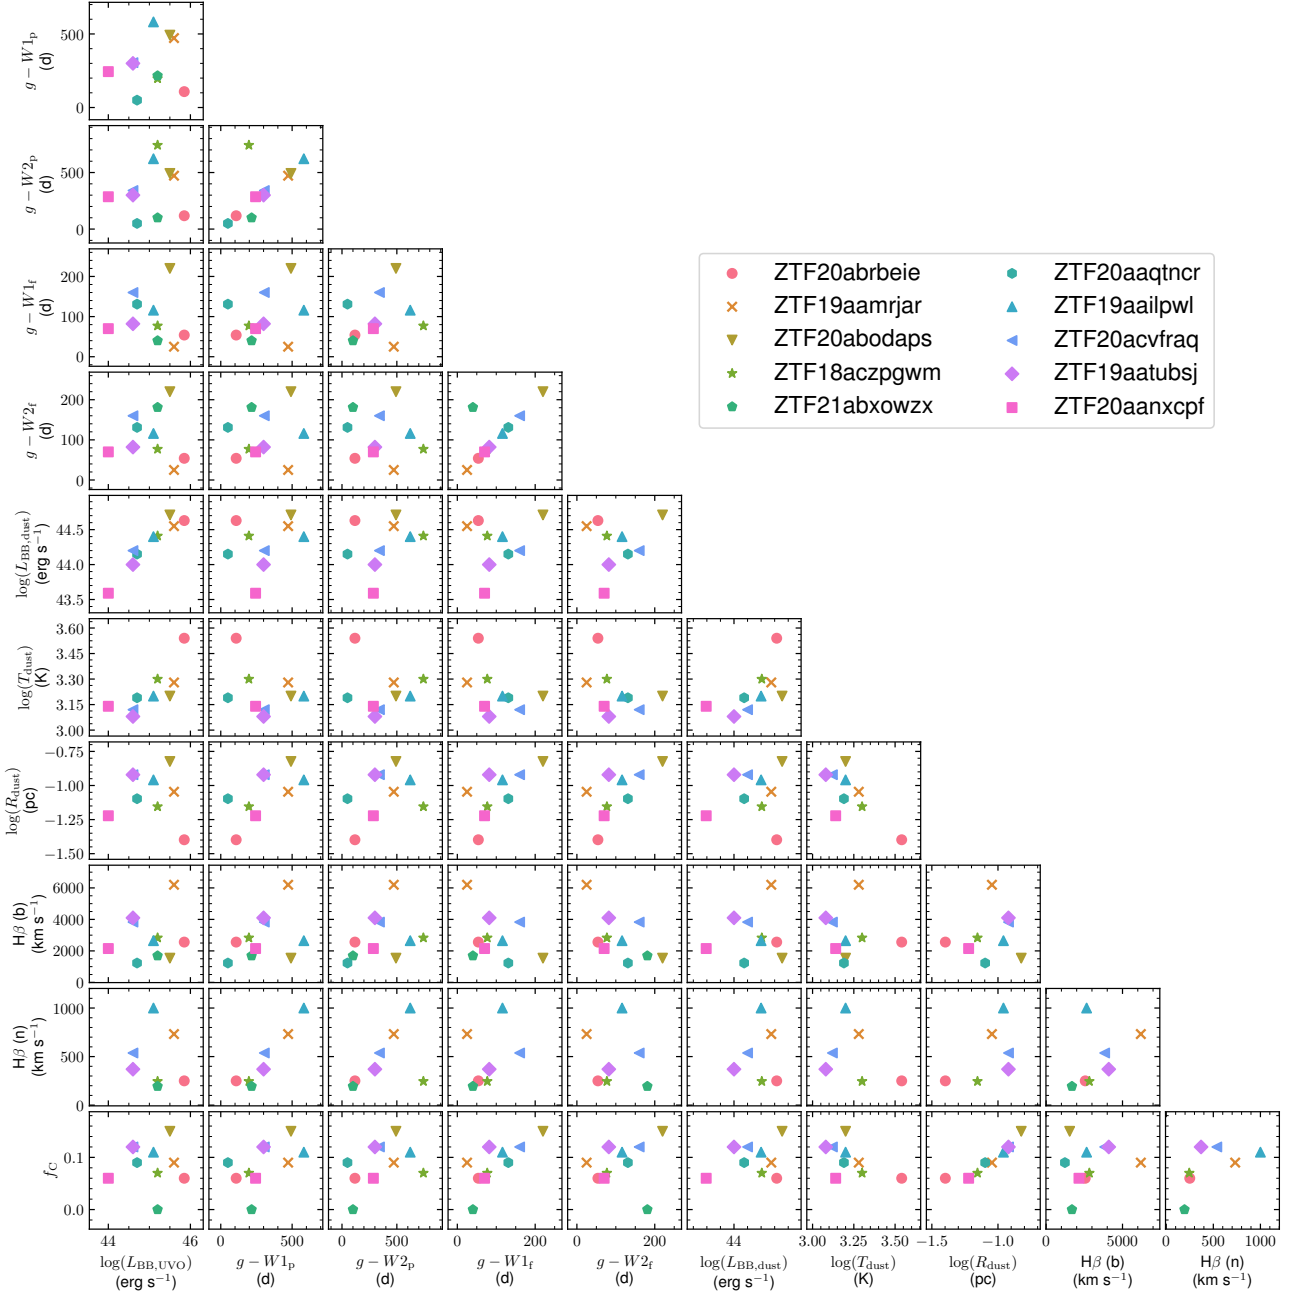 g − W1p
(d)
500
0
g − W2p
(d)
500
0
g − W1f
(d)
200
100
0
ZTF20abrbeie
ZTF19aamrjar
ZTF20abodaps
ZTF18aczpgwm
ZTF21abxowzx
ZTF20aaqtncr
ZTF19aailpwl
ZTF20acvfraq
ZTF19aatubsj
ZTF20aanxcpf
g − W2f
(d)
200
100
0
log(LBB,dust)
(erg s−1)
44.5
44.0
43.5
log(Tdust)
(K)
3.60
3.45
3.30
3.15
3.00
log(Rdust)
(pc)
−0.75
−1.00
−1.25
−1.50
Hβ (b)
(km s−1)
6000
4000
2000
0
Hβ (n)
(km s−1)
1000
500
0
fC
0.1
0.0
44 46 0 500 0 500 0 200 0 200 44 3.00 3.25 3.50 −1.5 −1.0 0 5000 0 500 1000
log(LBB,UVO) g − W1p g − W2p g − W1f g − W2f log(LBB,dust) log(Tdust) log(Rdust) Hβ (b) Hβ (n)
(erg s−1) (d) (d) (d) (d) (erg s−1) (K) (pc) (km s−1) (km s−1)